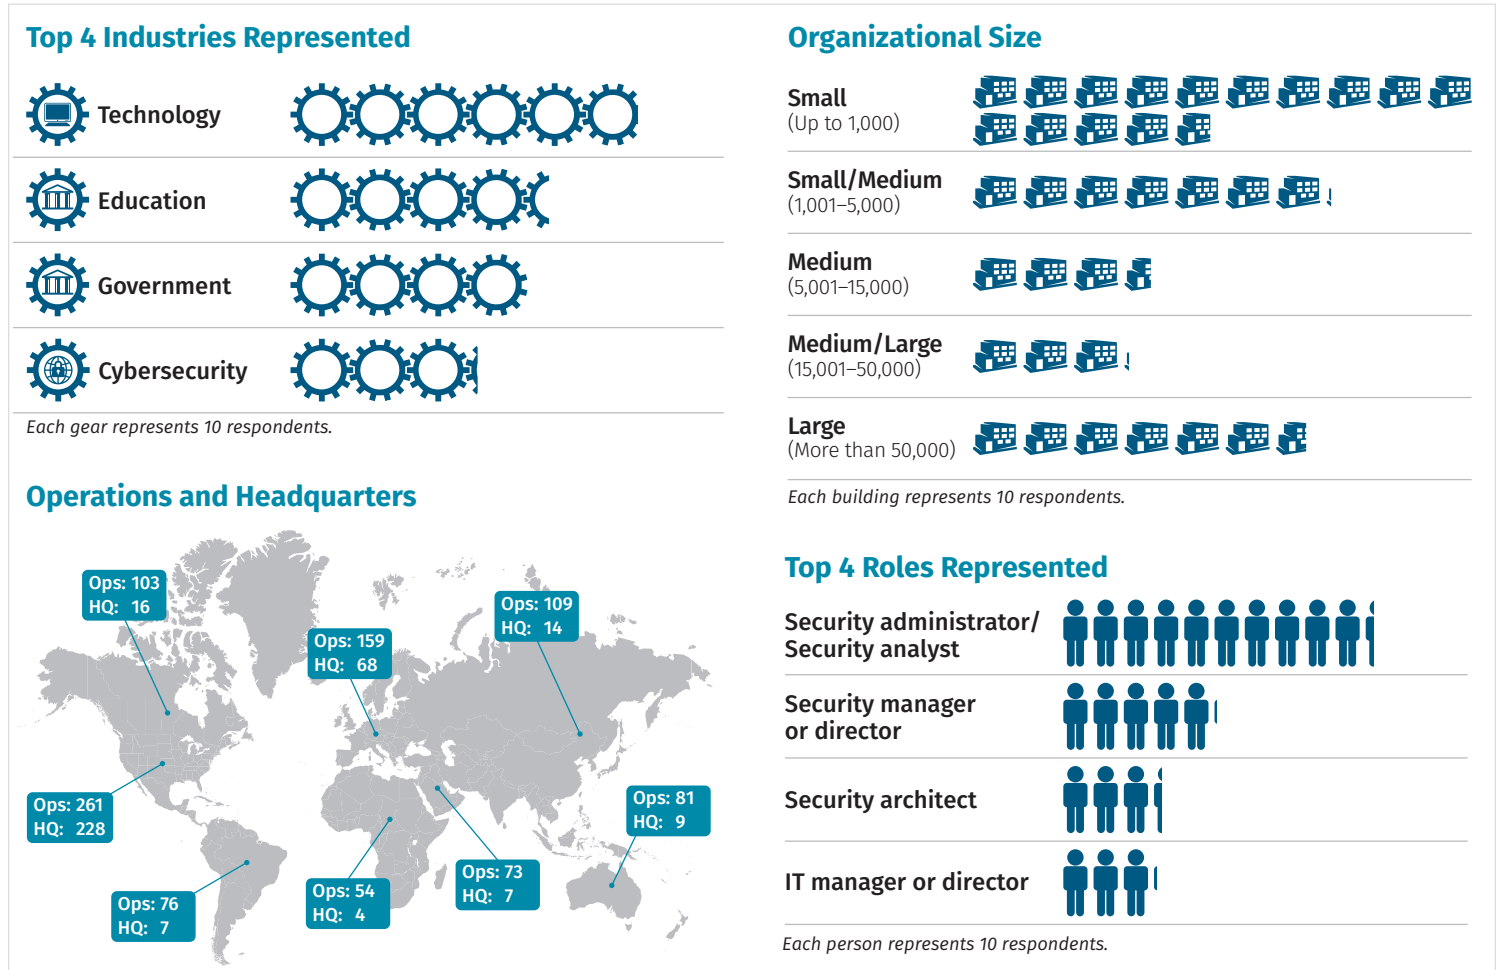 Top 4 Industries Represented
Technology
Education
Government
Cybersecurity
Each gear represents 10 respondents.
Operations and Headquarters
Ops: 103
HQ: 16
Ops: 159
HQ: 68
Ops: 109
HQ: 14
Ops: 261
HQ: 228
Ops: 81
HQ: 9
Ops: 76
HQ: 7
Ops: 54
HQ: 4
Ops: 73
HQ: 7
Organizational Size
Small
(Up to 1,000)
Small/Medium
(1,001–5,000)
Medium
(5,001–15,000)
Medium/Large
(15,001–50,000)
Large
(More than 50,000)
Each building represents 10 respondents.
Top 4 Roles Represented
Security administrator/
Security analyst
Security manager
or director
Security architect
IT manager or director
Each person represents 10 respondents.